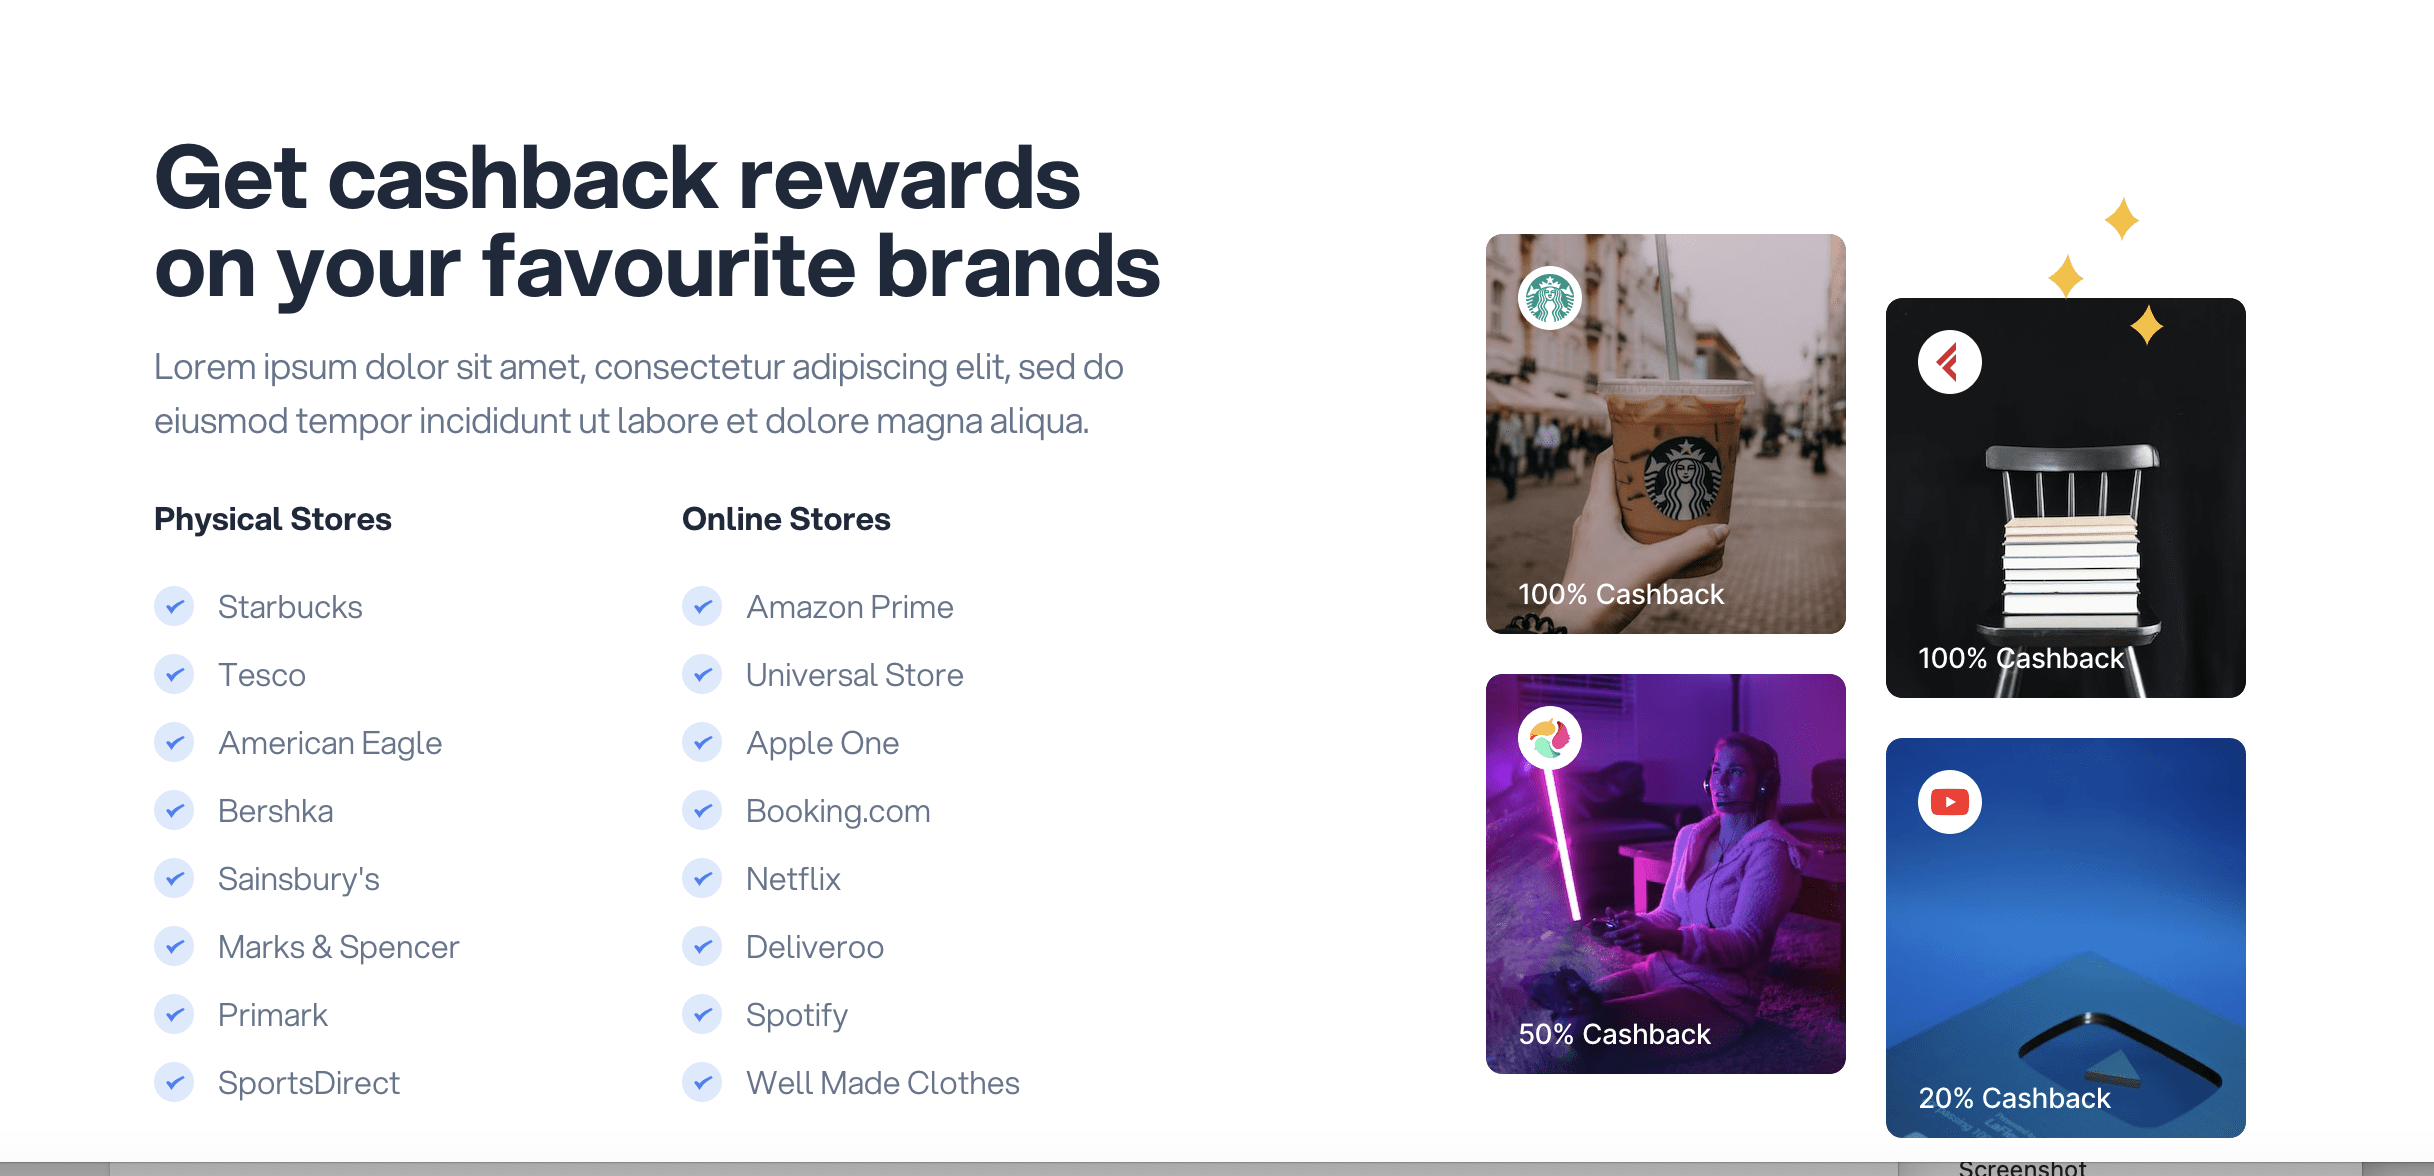 Get cashback rewards
on your favourite brands
Lorem ipsum dolor sit amet, consectetur adipiscing elit, sed do
eiusmod tempor incididunt ut labore et dolore magna aliqua.
Physical Stores
Starbucks
Tesco
American Eagle
Bershka
Sainsbury's
Marks & Spencer
Primark
SportsDirect
Online Stores
Amazon Prime
Universal Store
Apple One
Booking.com
Netflix
Deliveroo
Spotify
Well Made Clothes
100% Cashback
100% Cashback
50% Cashback
20% Cashback
Screenshot